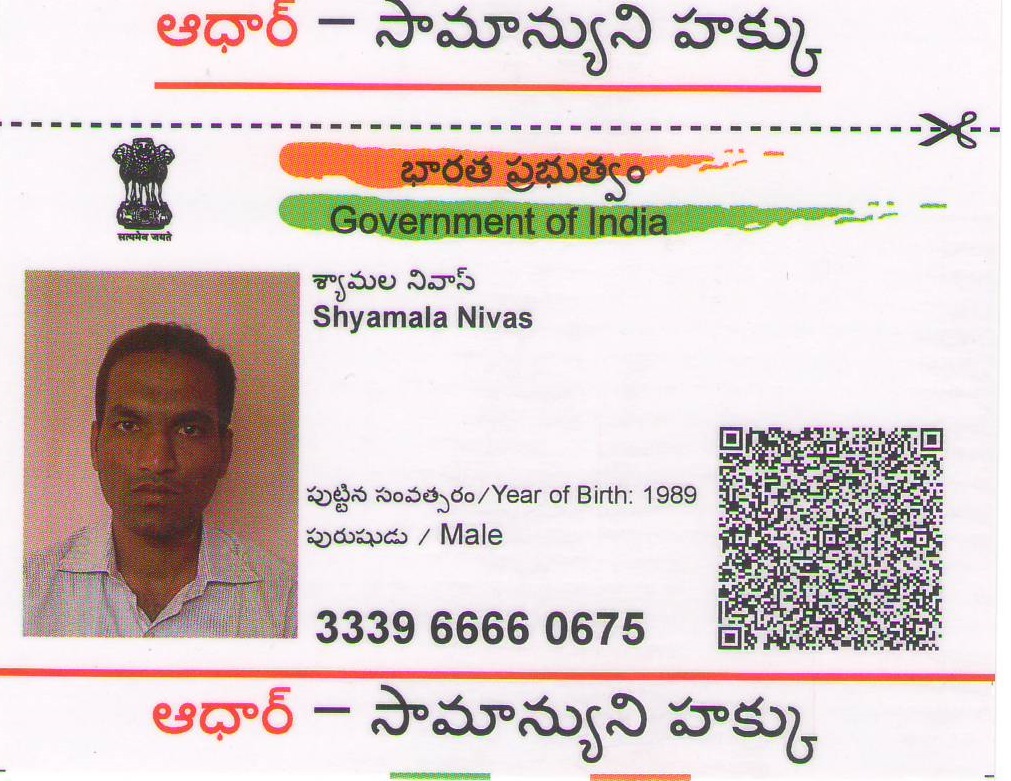 ఆధార్ – సామాన్యుని హక్కు
భారత ప్రభుత్వం
Government of India
सत्यमेव जयते
శ్యామల నివాస్
Shyamala Nivas
పుట్టిన సంవత్సరం/Year of Birth: 1989
పురుషుడు / Male
3339 6666 0675
ఆధార్ – సామాన్యుని హక్కు